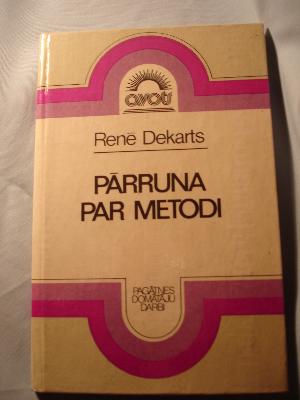 avots
Renē Dekarts
PĀRRUNA
PAR METODI
PAGĀTNES
DOMĀTĀJU
DARBI